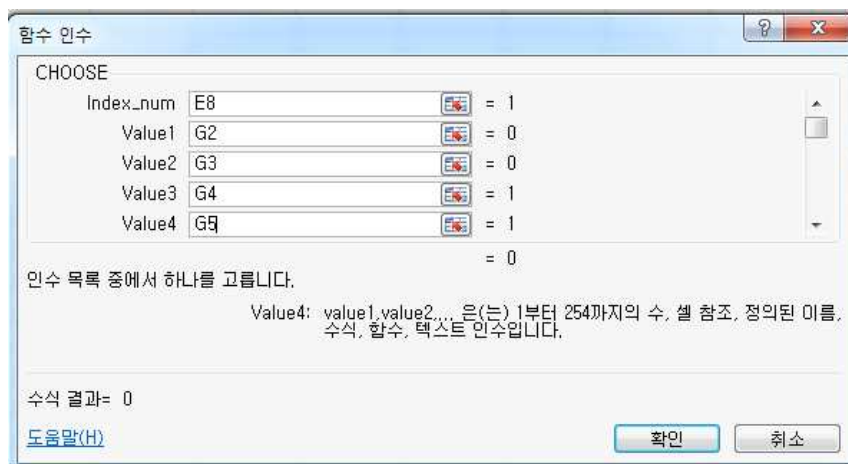 함수 인수
CHOOSE
Index_num E8 = 1
Value1 G2 = 0
Value2 G3 = 0
Value3 G4 = 1
Value4 G5 = 1
= 0
인수 목록 중에서 하나를 고릅니다.
Value4: value1,value2,... 은(는) 1부터 254까지의 수, 셀 참조, 정의된 이름,
수식, 함수, 텍스트 인수입니다.
수식 결과= 0
도움말(H)
확인
취소